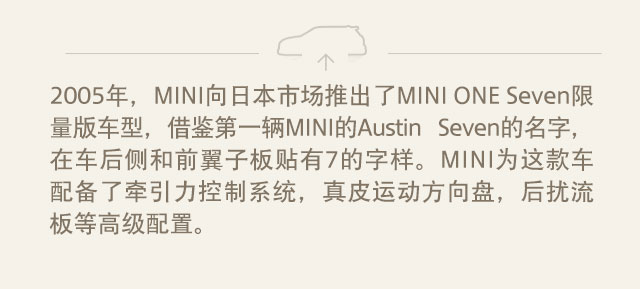 2005年，MINI向日本市场推出了MINI ONE Seven限
量版车型，借鉴第一辆MINI的Austin Seven的名字，
在车后侧和前翼子板贴有7的字样。MINI为这款车
配备了牵引力控制系统，真皮运动方向盘，后扰流
板等高级配置。